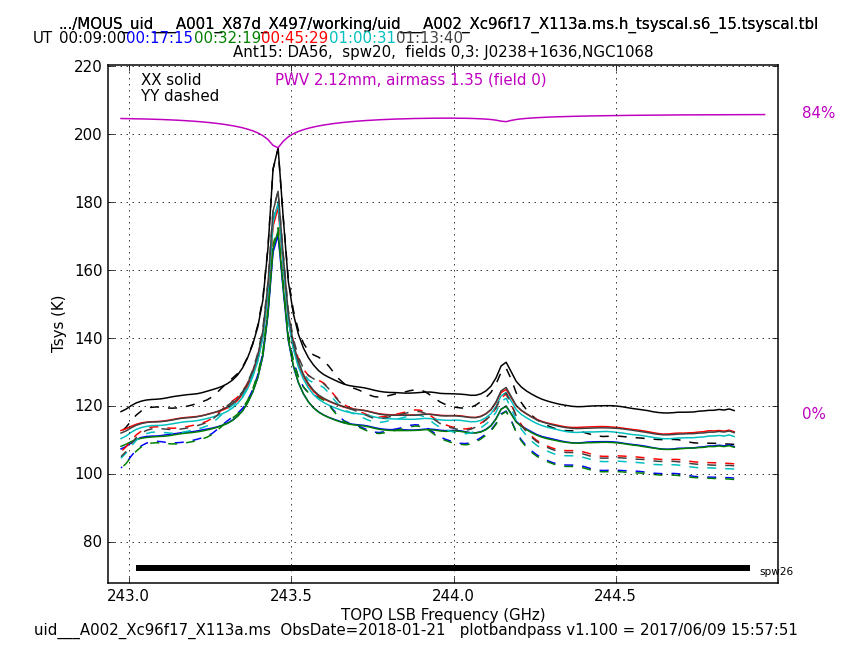 .../MOUS_uid___A001_X87d_X497/working/uid___A002_Xc96f17_X113a.ms.h_tsyscal.s6_15.tsyscal.tbl
UT 00:09:00 00:17:15 00:32:19 00:45:29 01:00:31 01:13:40
Ant15: DA56, spw20, fields 0,3: J0238+1636,NGC1068
220
XX solid
PWV 2.12mm, airmass 1.35 (field 0)
YY dashed
84%
200
180
160
Tsys (K)
140
120
0%
100
80
spw26
243.0 243.5 244.0 244.5
TOPO LSB Frequency (GHz)
uid___A002_Xc96f17_X113a.ms ObsDate=2018-01-21 plotbandpass v1.100 = 2017/06/09 15:57:51